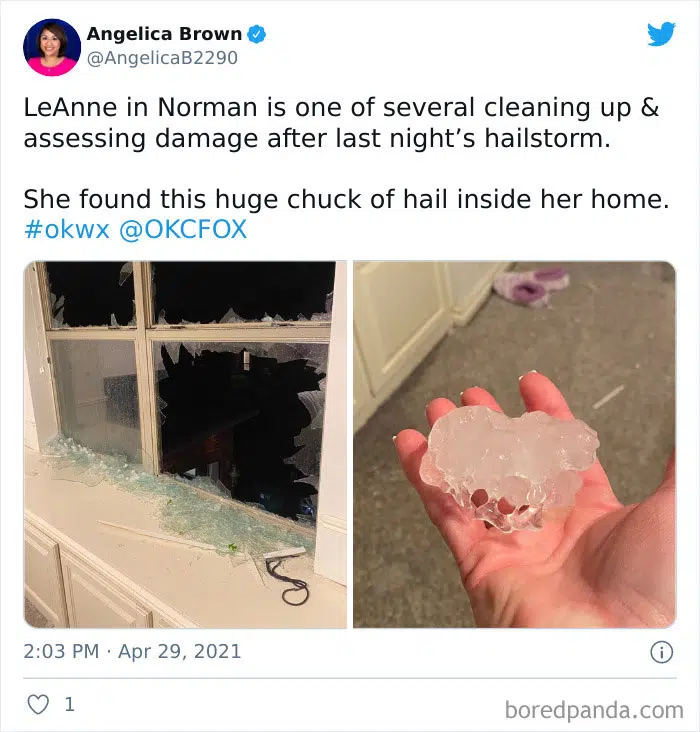 Angelica Brown
@AngelicaB2290
LeAnne in Norman is one of several cleaning up &
assessing damage after last night’s hailstorm.
She found this huge chuck of hail inside her home.
#okwx @OKCFOX
2:03 PM · Apr 29, 2021
1
boredpanda.com